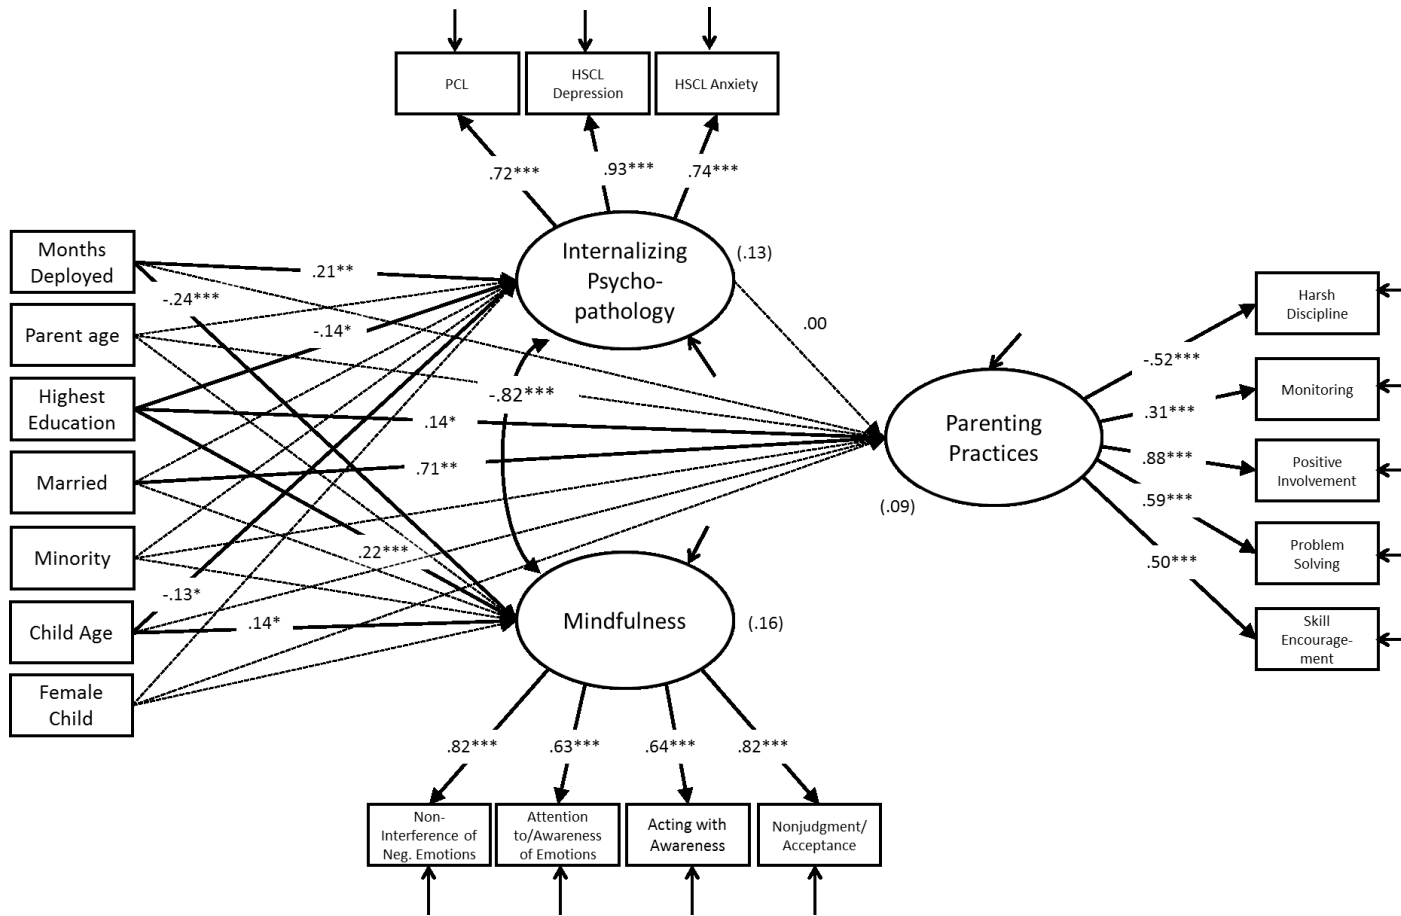 PCL
HSCL
Depression
HSCL Anxiety
.72***
.93***
.74***
Months
Deployed
Parent age
Highest
Education
Married
Minority
Child Age
Female
Child
.21**
-.24***
-.14*
-.82***
.14*
.71**
.22***
-.13*
.14*
Internalizing
Psycho-
pathology
(.13)
.00
Mindfulness
(.16)
Parenting
Practices
(.09)
-.52***
.31***
.88***
.59***
.50***
Harsh
Discipline
Monitoring
Positive
Involvement
Problem
Solving
Skill
Encourage-
ment
.82***
.63***
.64***
.82***
Non-
Interference of
Neg. Emotions
Attention
to/Awareness
of Emotions
Acting with
Awareness
Nonjudgment/
Acceptance